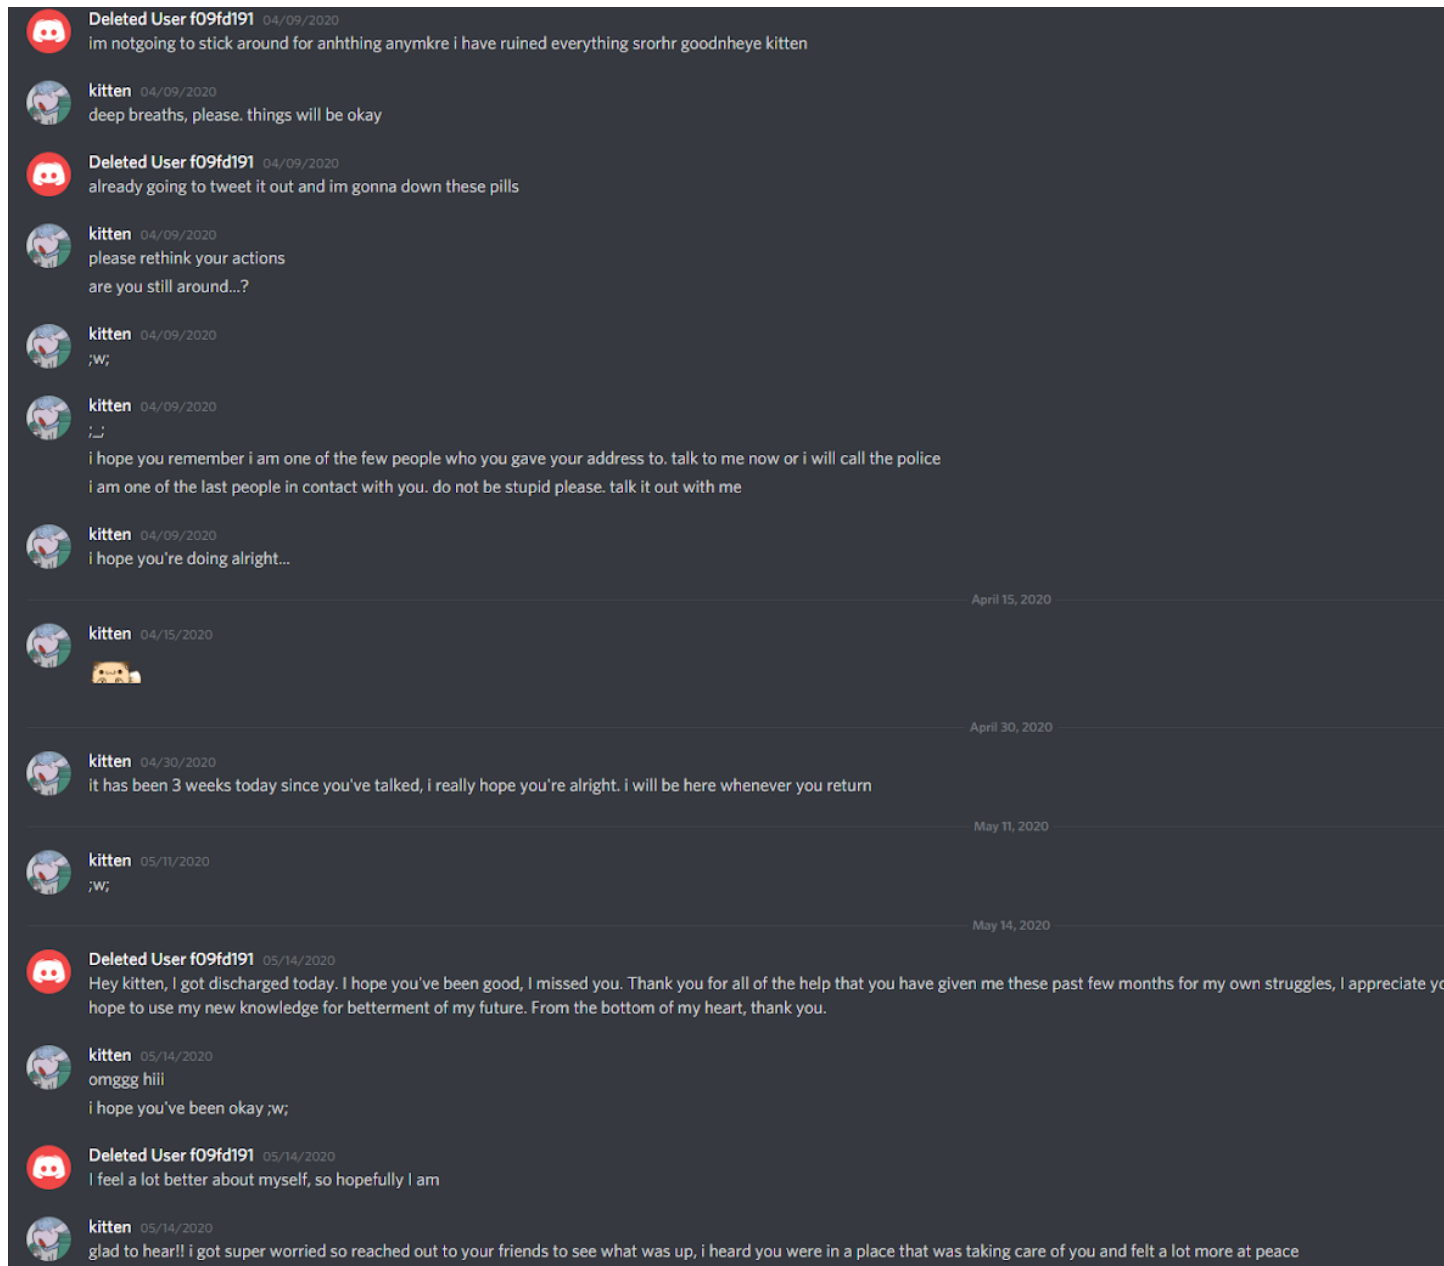 Deleted User f09fd191 04/09/2020
im notgoing to stick around for anhthing anymkre i have ruined everything srorhr goodnheye kitten
kitten 04/09/2020
deep breaths, please. things will be okay
Deleted User f09fd191 04/09/2020
already going to tweet it out and im gonna down these pills
kitten 04/09/2020
please rethink your actions
are you still around...?
kitten 04/09/2020
;w;
kitten 04/09/2020
;_;
i hope you remember i am one of the few people who you gave your address to. talk to me now or i will call the police
i am one of the last people in contact with you. do not be stupid please. talk it out with me
kitten 04/09/2020
i hope you're doing alright...
April 15, 2020
kitten 04/15/2020
April 30, 2020
kitten 04/30/2020
it has been 3 weeks today since you've talked, i really hope you're alright. i will be here whenever you return
May 11, 2020
kitten 05/11/2020
;w;
May 14, 2020
Deleted User f09fd191 05/14/2020
Hey kitten, I got discharged today. I hope you've been good, I missed you. Thank you for all of the help that you have given me these past few months for my own struggles, I appreciate
hope to use my new knowledge for betterment of my future. From the bottom of my heart, thank you.
kitten 05/14/2020
omggg hiii
i hope you've been okay ;w;
Deleted User f09fd191 05/14/2020
I feel a lot better about myself, so hopefully I am
kitten 05/14/2020
glad to hear!! i got super worried so reached out to your friends to see what was up, i heard you were in a place that was taking care of you and felt a lot more at peace